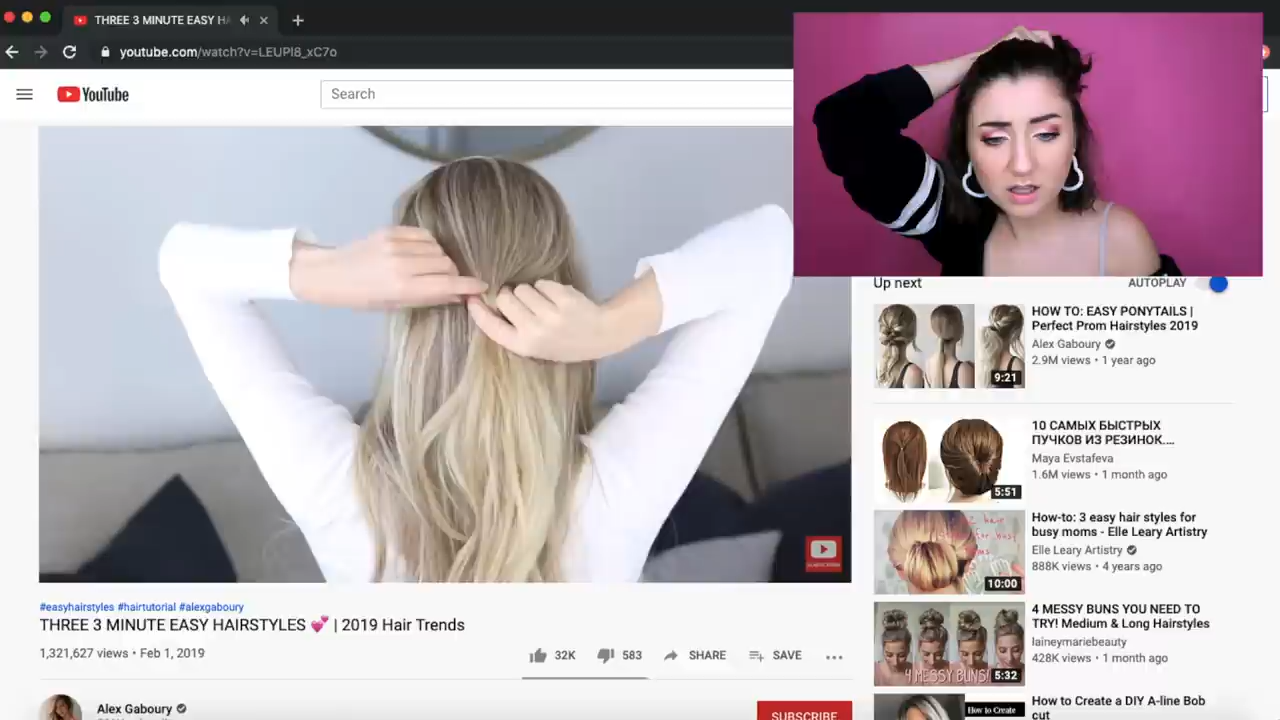 THREE 3 MINUTE EASY H
youtube.com/watch?v=LEUPl8_xC7o
YouTube
Search
#easyhairstyles #hairtutorial #alexgaboury
THREE 3 MINUTE EASY HAIRSTYLES 💕 | 2019 Hair Trends
1,321,627 views • Feb 1, 2019
32K
583
SHARE
SAVE
Alex Gaboury
SUBSCRIBE
Up next
AUTOPLAY
HOW TO: EASY PONYTAILS |
Perfect Prom Hairstyles 2019
Alex Gaboury
2.9M views • 1 year ago
9:21
10 САМЫХ БЫСТРЫХ
ПУЧКОВ ИЗ РЕЗИНОК....
Maya Evstafeva
1.6M views • 1 month ago
5:51
How-to: 3 easy hair styles for
busy moms - Elle Leary Artistry
Elle Leary Artistry
888K views • 4 years ago
10:00
4 MESSY BUNS YOU NEED TO
TRY! Medium & Long Hairstyles
laineymariebeauty
428K views • 1 month ago
4 MESSY BUNS!
5:32
How to Create a DIY A-line Bob
cut
How to Create